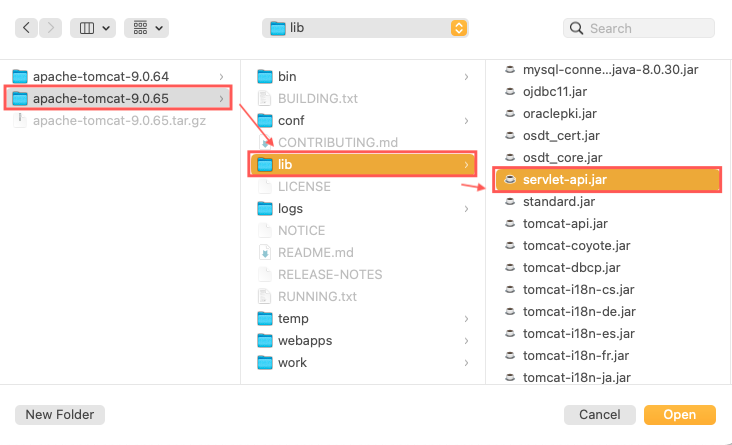 lib
Search
apache-tomcat-9.0.64
apache-tomcat-9.0.65
apache-tomcat-9.0.65.tar.gz
bin
BUILDING.txt
conf
CONTRIBUTING.md
lib
LICENSE
logs
NOTICE
README.md
RELEASE-NOTES
RUNNING.txt
temp
webapps
work
mysql-conne...java-8.0.30.jar
ojdbc11.jar
oraclepki.jar
osdt_cert.jar
osdt_core.jar
servlet-api.jar
standard.jar
tomcat-api.jar
tomcat-coyote.jar
tomcat-dbcp.jar
tomcat-i18n-cs.jar
tomcat-i18n-de.jar
tomcat-i18n-es.jar
tomcat-i18n-fr.jar
tomcat-i18n-ja.jar
New Folder
Cancel
Open